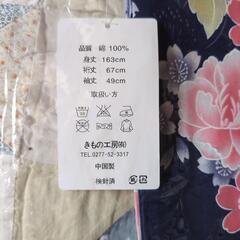 品質 綿 100%
身丈 163cm
裄丈 67cm
袖丈 49cm
取扱い方
きもの工房㈲
TEL.0277-52-3317
中国製
検針済